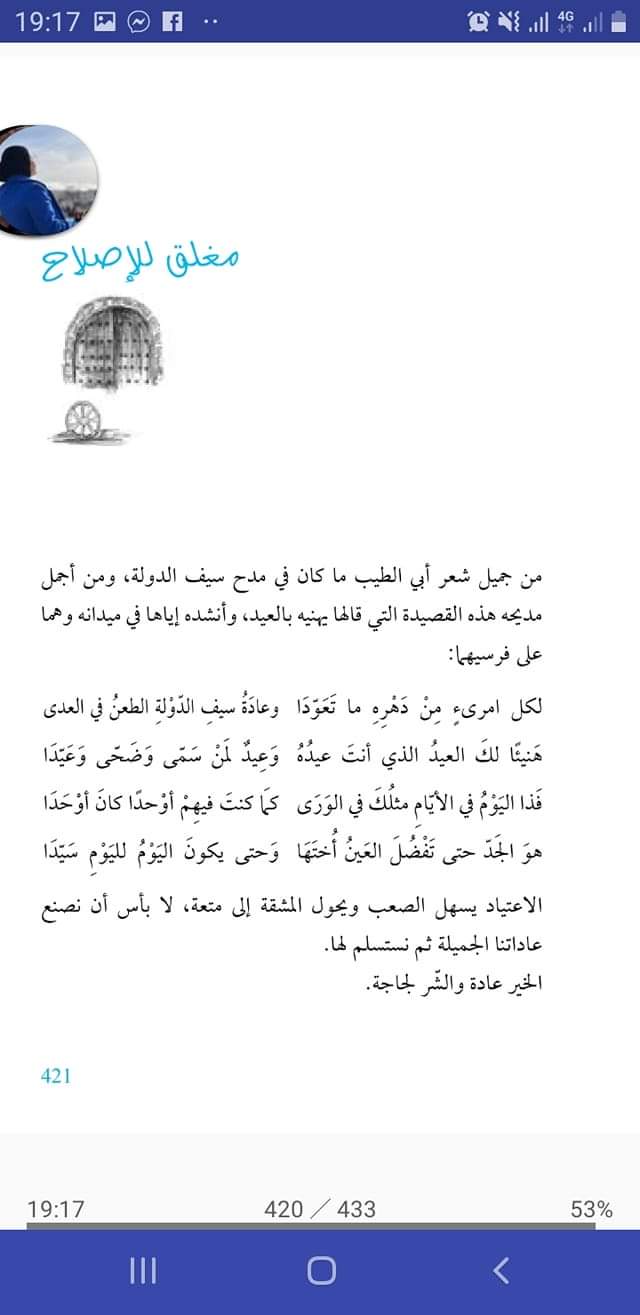 19:17
4G
مغلق للإصلاح
من جميل شعر أبي الطيب ما كان في مدح سيف الدولة، ومن أجمل
مديحه هذه القصيدة التي قالها يهنيه بالعيد، وأنشده إياها في ميدانه وهما
على فرسيهما:
لكل امرىءٍ مِنْ دَهْرِهِ ما تَعَوّدَا وعادَةُ سيفِ الدّوْلةِ الطعنُ في العدى
هَنيئًا لكَ العيدُ الذي أنتَ عيدُهُ وَعِيدٌ لَمَنْ سَمّى وَضَحّى وَعَيّدَا
فَذا اليَوْمُ في الأيّامِ مثلُكَ في الوَرَى كمَا كنتَ فيهِمْ أوْحدًا كانَ أوْحَدَا
هوَ الجَدّ حتى تَفْضُلَ العَينُ أُختَهَا وَحتى يكونَ اليَوْمُ لليَوْمِ سَيّدَا
الاعتياد يسهل الصعب ويحول المشقة إلى متعة، لا بأس أن نصنع
عاداتنا الجميلة ثم نستسلم لها.
الخير عادة والشّر لجاجة.
421
19:17 420 / 433 53%